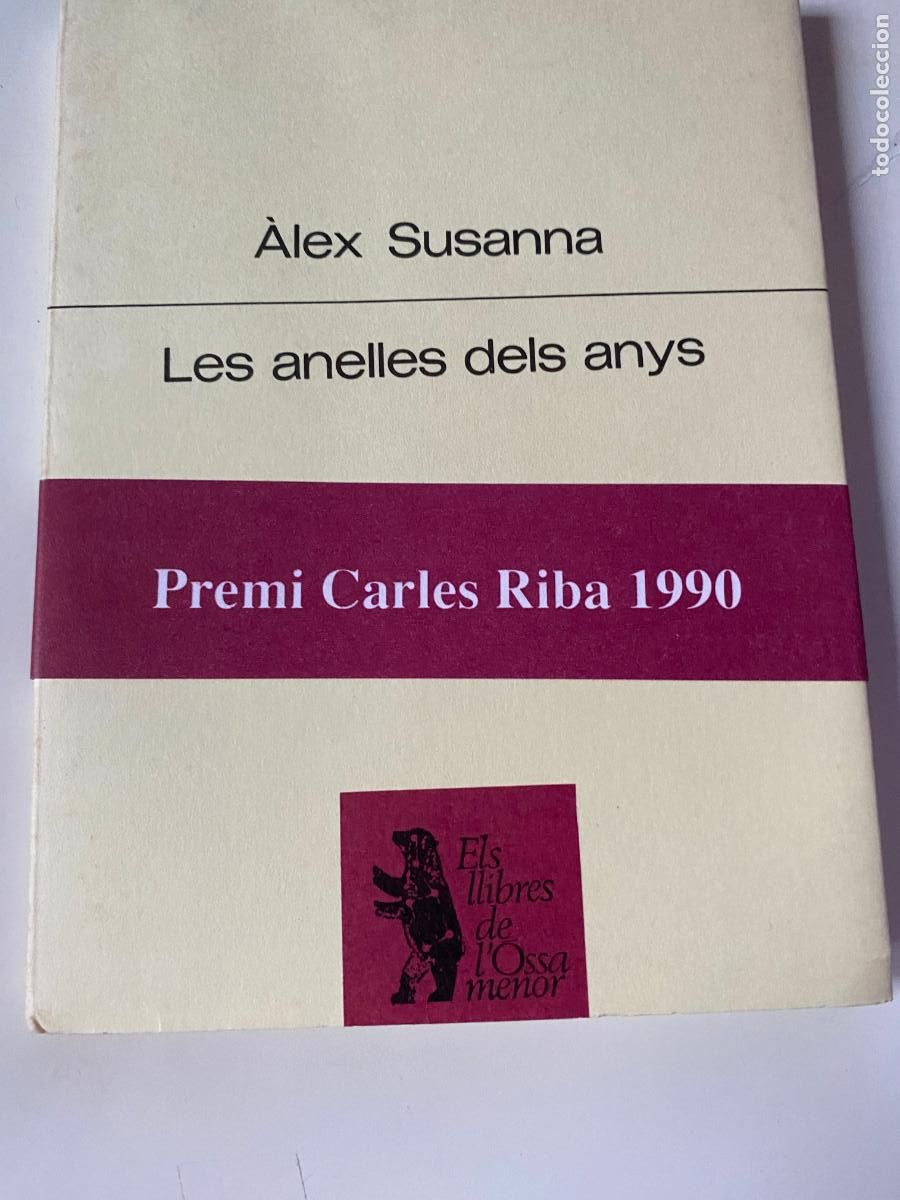 todocoleccion
Àlex Susanna
Les anelles dels anys
Premi Carles Riba 1990
Els
llibres
de
l'Ossa
menor